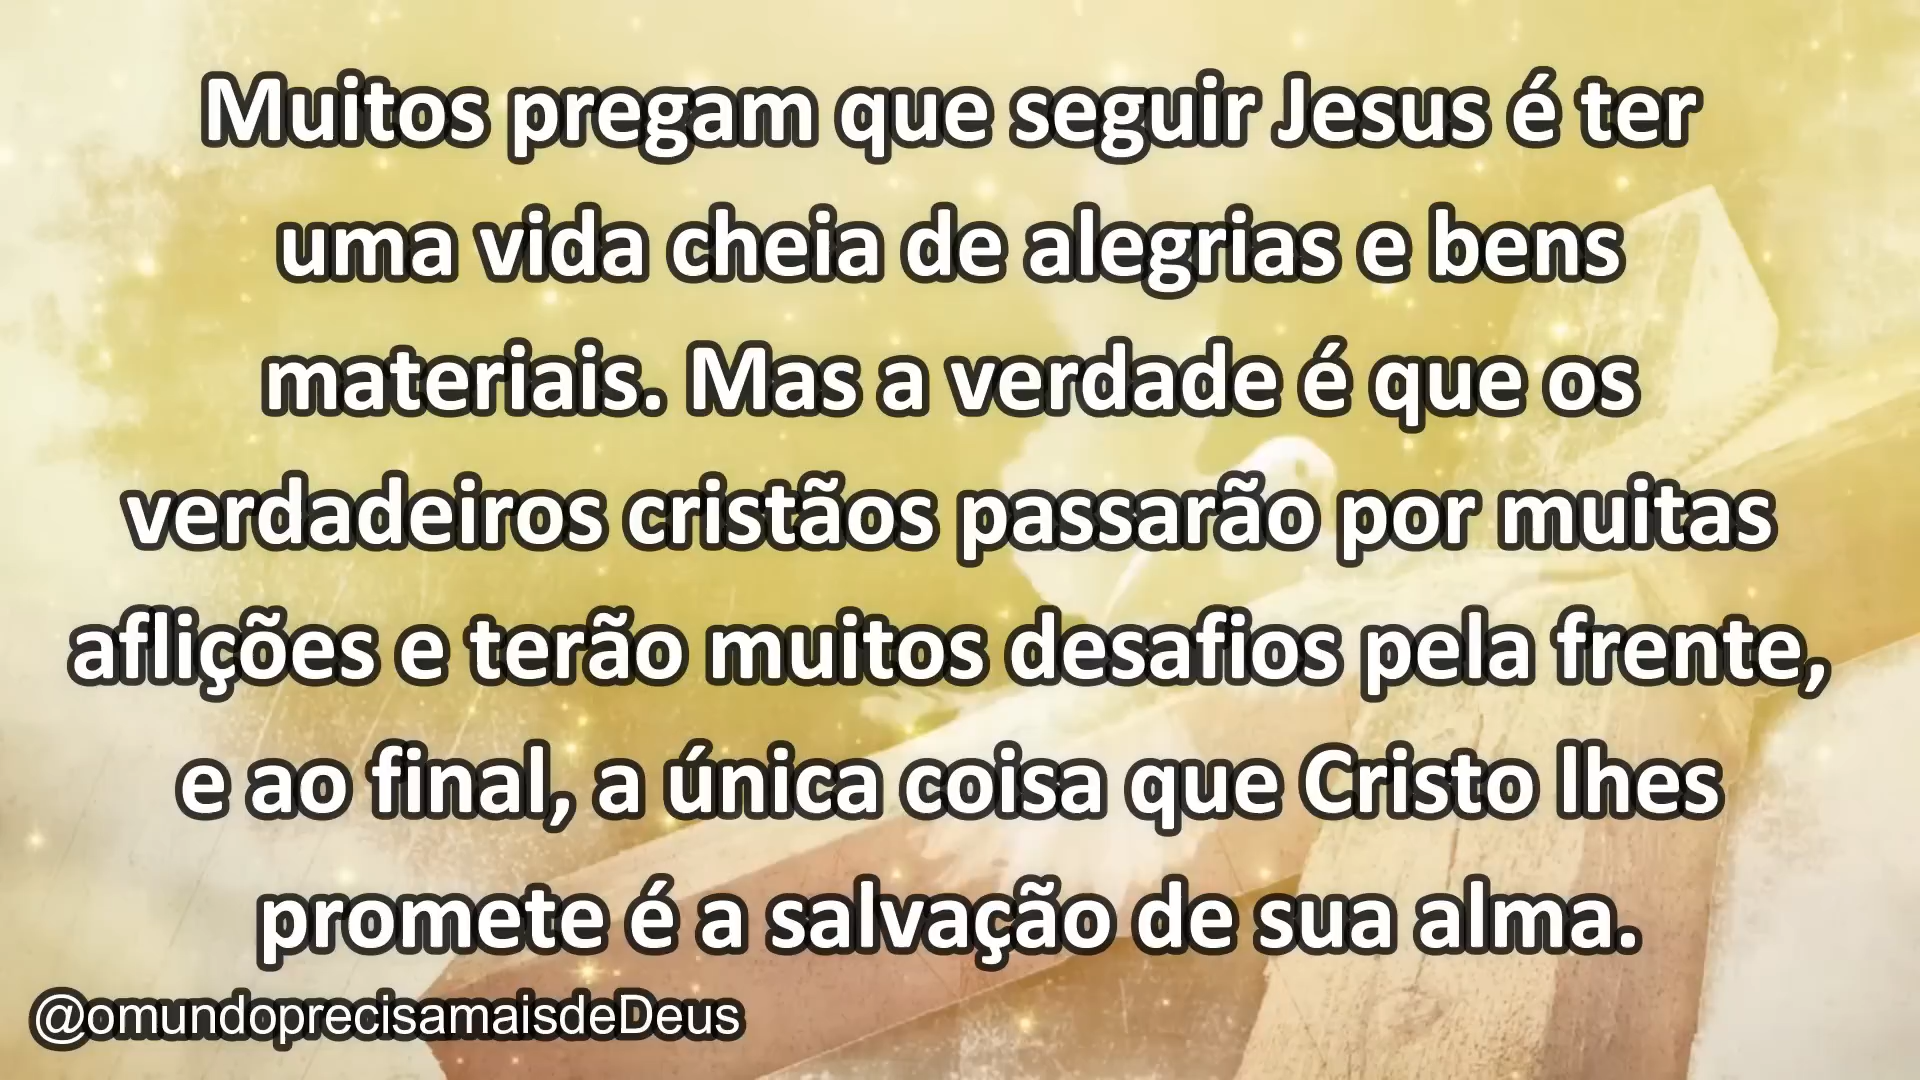 Muitos pregam que seguir Jesus é ter
uma vida cheia de alegrias e bens
materiais. Mas a verdade é que os
verdadeiros cristãos passarão por muitas
aflições e terão muitos desafios pela frente,
e ao final, a única coisa que Cristo lhes
promete é a salvação de sua alma.
@omundoprecisamaisdeDeus